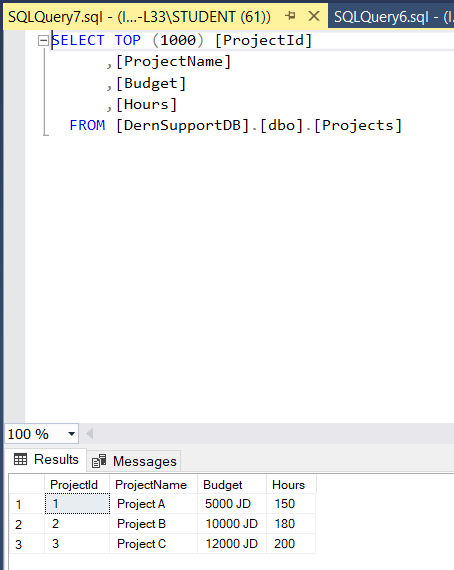 SQLQuery7.sql - (l...-L33\STUDENT (61))
SQLQuery6.sql - (l.
SELECT TOP (1000) [ProjectId]
,[ProjectName]
,[Budget]
,[Hours]
FROM [DernSupportDB].[dbo].[Projects]
100 %
Results Messages
ProjectId ProjectName Budget Hours
1 1 Project A 5000 JD 150
2 2 Project B 10000 JD 180
3 3 Project C 12000 JD 200